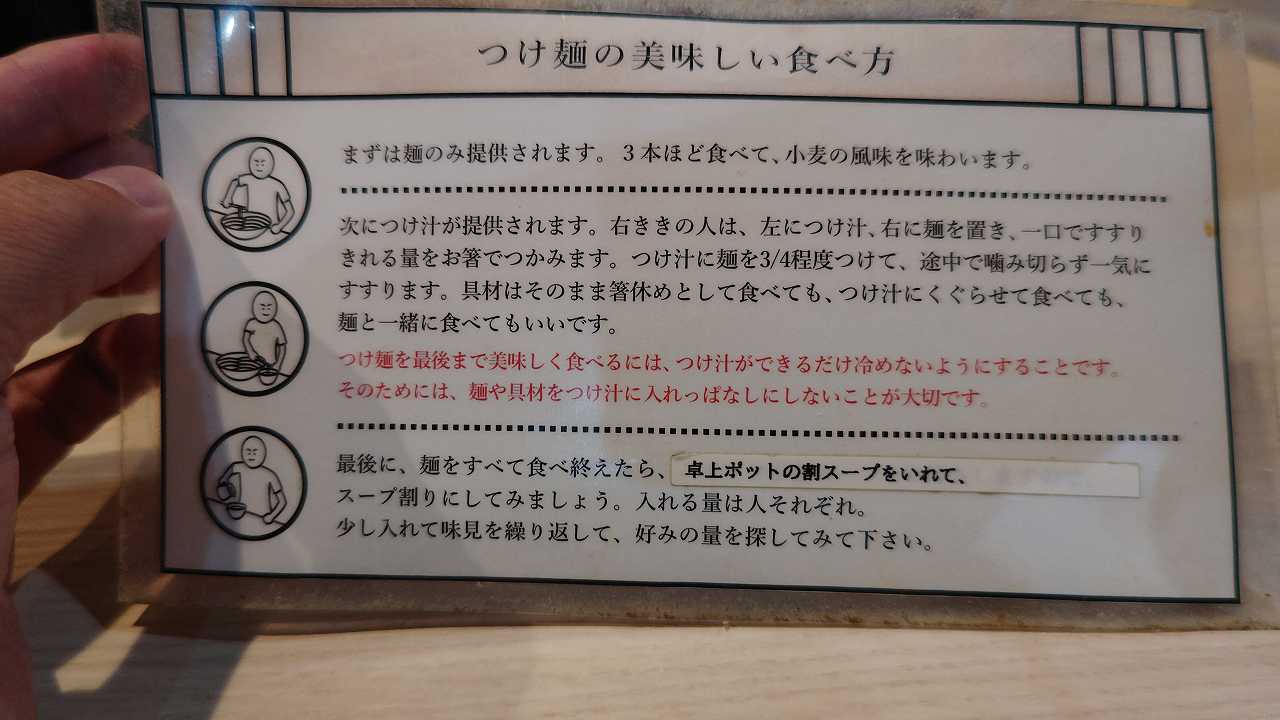 つけ麺の美味しい食べ方
まずは麺のみ提供されます。3本ほど食べて、小麦の風味を味わいます。
次につけ汁が提供されます。右ききの人は、左につけ汁、右に麺を置き、一口ですすり
きれる量をお箸でつかみます。つけ汁に麺を3/4程度つけて、途中で噛み切らず一気に
すすります。具材はそのまま箸休めとして食べても、つけ汁にくぐらせて食べても、
麺と一緒に食べてもいいです。
つけ麺を最後まで美味しく食べるには、つけ汁ができるだけ冷めないようにすることです。
そのためには、麺や具材をつけ汁に入れっぱなしにしないことが大切です。
最後に、麺をすべて食べ終えたら、卓上ポットの割スープをいれて、
スープ割りにしてみましょう。入れる量は人それぞれ。
少し入れて味見を繰り返して、好みの量を探してみて下さい。